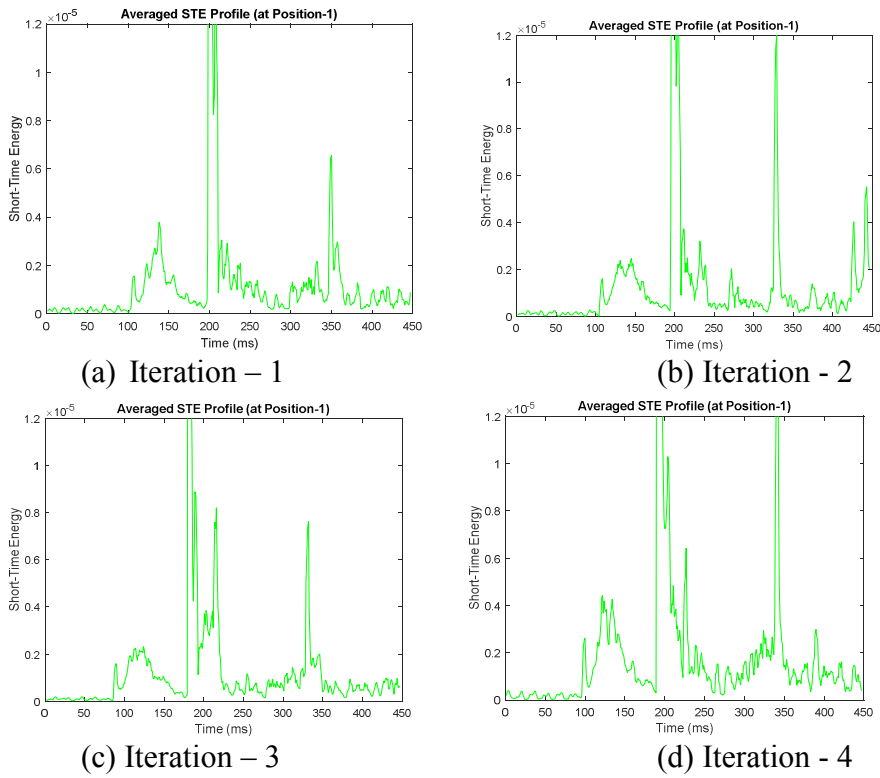 ×10-5
Averaged STE Profile (at Position-1)
1.2
1
0.8
0.6
0.4
0.2
0
Short-Time Energy
0 50 100 150 200 250 300 350 400 450
Time (ms)
(a) Iteration – 1
×10-5
Averaged STE Profile (at Position-1)
1.2
1
0.8
0.6
0.4
0.2
0
Short-Time Energy
0 50 100 150 200 250 300 350 400 450
Time (ms)
(b) Iteration - 2
×10-5
Averaged STE Profile (at Position-1)
1.2
1
0.8
0.6
0.4
0.2
0
Short-Time Energy
0 50 100 150 200 250 300 350 400 450
Time (ms)
(c) Iteration – 3
×10-5
Averaged STE Profile (at Position-1)
1.2
1
0.8
0.6
0.4
0.2
0
Short-Time Energy
0 50 100 150 200 250 300 350 400 450
Time (ms)
(d) Iteration - 4